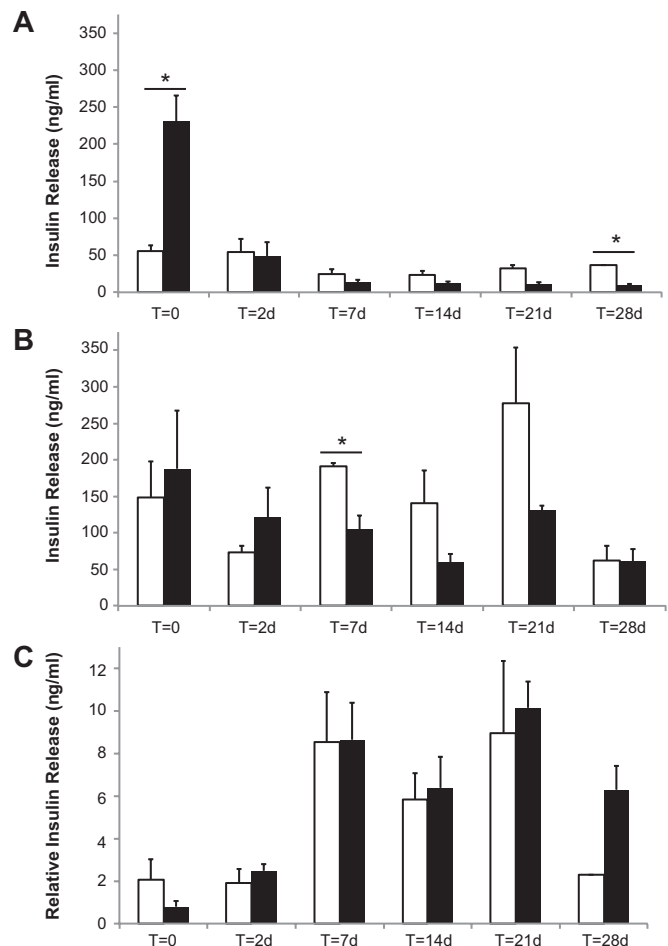 A
Insulin Release (ng/ml)
350
300
250
200
150
100
50
0
*
*
T=0 T=2d T=7d T=14d T=21d T=28d
B
Insulin Release (ng/ml)
350
300
250
200
150
100
50
0
*
T=0 T=2d T=7d T=14d T=21d T=28d
C
Relative Insulin Release (ng/ml)
12
10
8
6
4
2
0
T=0 T=2d T=7d T=14d T=21d T=28d